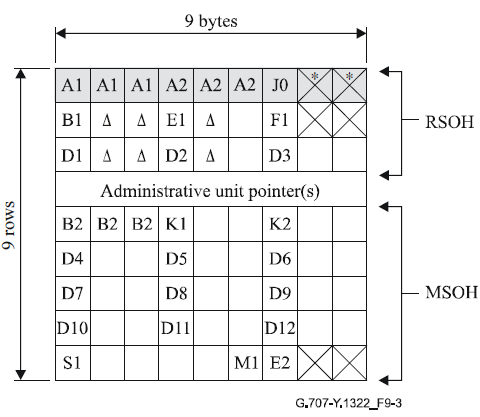 9 bytes
A1 A1 A1 A2 A2 A2 J0 * *
B1 Δ Δ E1 Δ F1
RSOH
D1 Δ Δ D2 Δ D3
Administrative unit pointer(s)
9 rows
B2 B2 B2 K1 K2
D4 D5 D6
D7 D8 D9
MSOH
D10 D11 D12
S1 M1 E2
G.707-Y.1322_F9-3